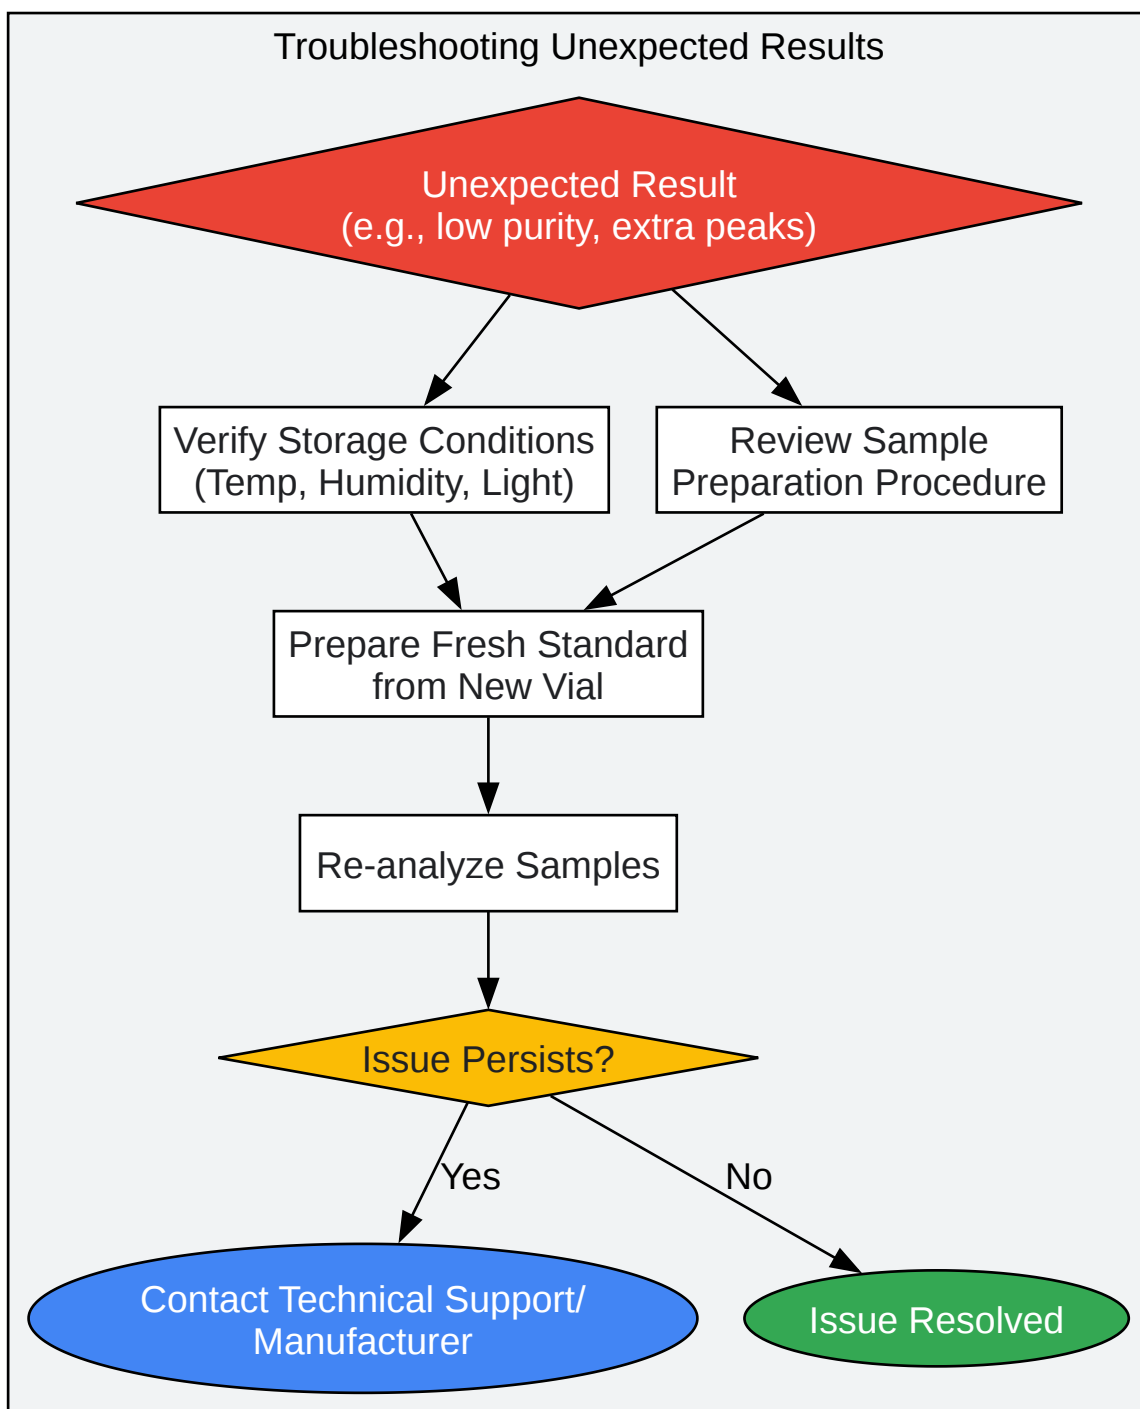 Troubleshooting Unexpected Results
Unexpected Result
(e.g., low purity, extra peaks)
Verify Storage Conditions
(Temp, Humidity, Light)
Review Sample
Preparation Procedure
Prepare Fresh Standard
from New Vial
Re-analyze Samples
Issue Persists?
Yes
No
Contact Technical Support/
Manufacturer
Issue Resolved